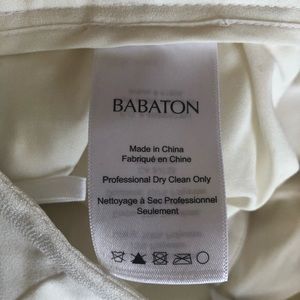 BABATON
Made in China
Fabriqué en Chine
Professional Dry Clean Only
Nettoyage à Sec Professionnel
Seulement